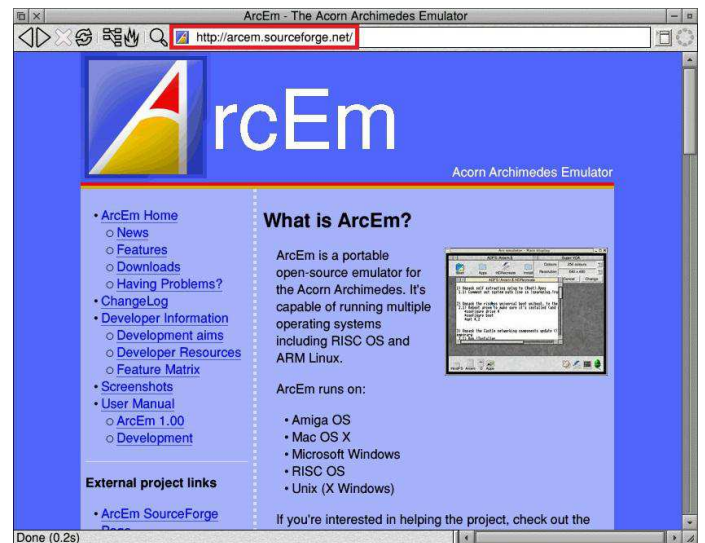 ArcEm - The Acorn Archimedes Emulator
http://arcem.sourceforge.net/
ArcEm
Acorn Archimedes Emulator
• ArcEm Home
○ News
○ Features
○ Downloads
○ Having Problems?
• ChangeLog
• Developer Information
○ Development aims
○ Developer Resources
○ Feature Matrix
• Screenshots
• User Manual
○ ArcEm 1.00
○ Development
External project links
• ArcEm SourceForge
What is ArcEm?
ArcEm is a portable
open-source emulator for
the Acorn Archimedes. It's
capable of running multiple
operating systems
including RISC OS and
ARM Linux.
ArcEm runs on:
• Amiga OS
• Mac OS X
• Microsoft Windows
• RISC OS
• Unix (X Windows)
If you're interested in helping the project, check out the
Done (0.2s)